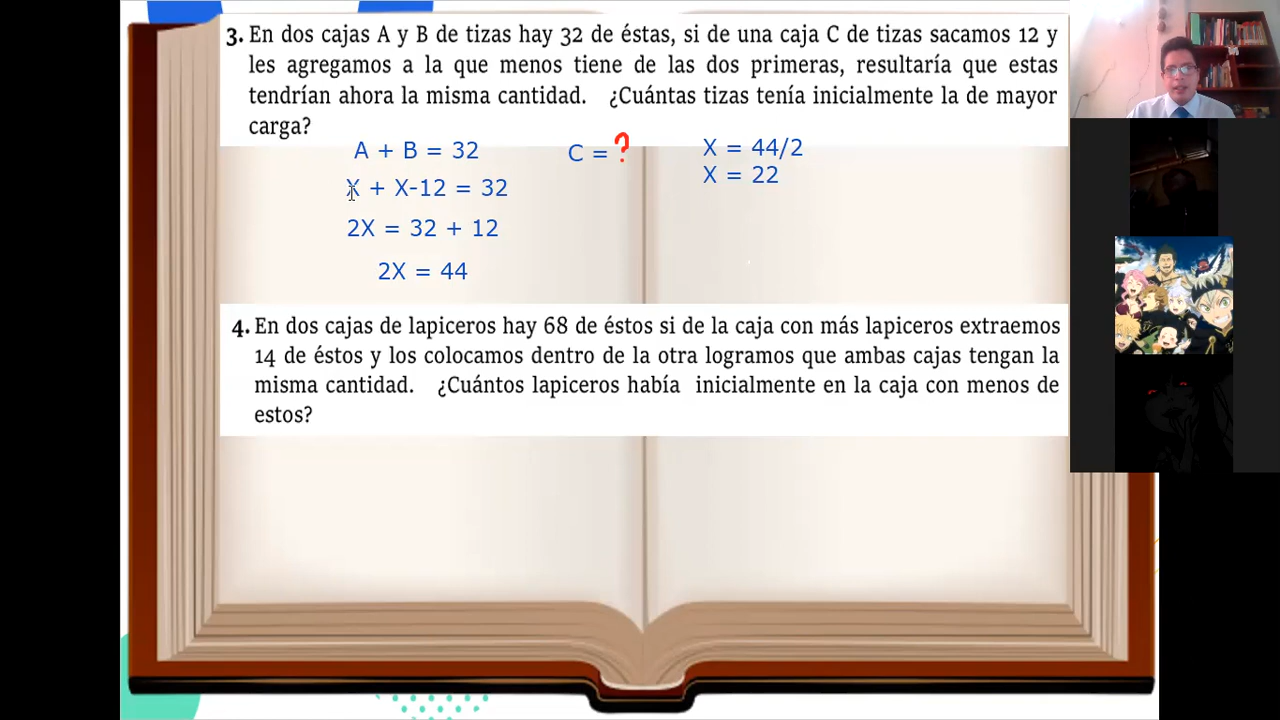 3. En dos cajas A y B de tizas hay 32 de éstas, si de una caja C de tizas sacamos 12 y
les agregamos a la que menos tiene de las dos primeras, resultaría que estas
tendrían ahora la misma cantidad. ¿Cuántas tizas tenía inicialmente la de mayor
carga?
A + B = 32
X + X-12 = 32
2X = 32 + 12
2X = 44
C = ?
X = 44/2
X = 22
4. En dos cajas de lapiceros hay 68 de éstos si de la caja con más lapiceros extraemos
14 de éstos y los colocamos dentro de la otra logramos que ambas cajas tengan la
misma cantidad. ¿Cuántos lapiceros había inicialmente en la caja con menos de
estos?